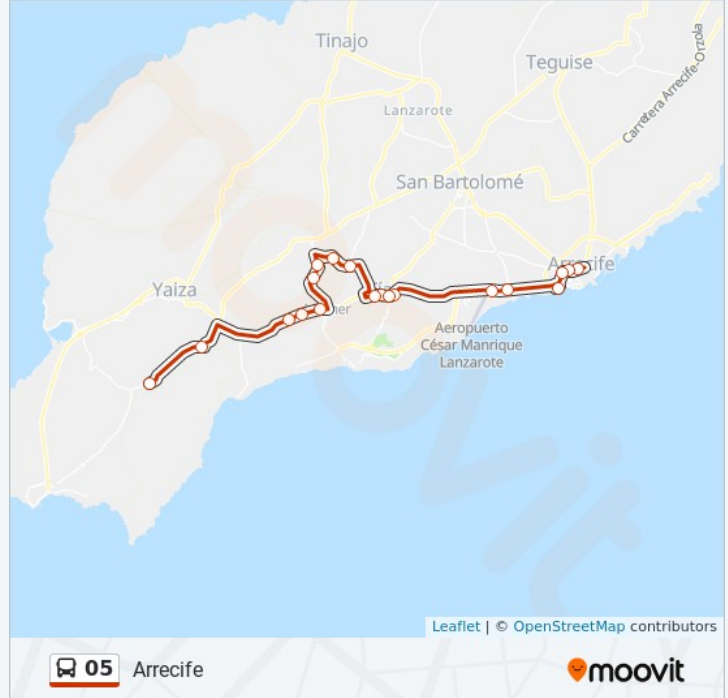 Tinajo
Teguise
Carretera Arrecife-Orzola
Lanzarote
San Bartolomé
Arrecife
Yaiza
Aeropuerto
César Manrique
Lanzarote
moovit
Leaflet | © OpenStreetMap contributors
05 Arrecife
moovit